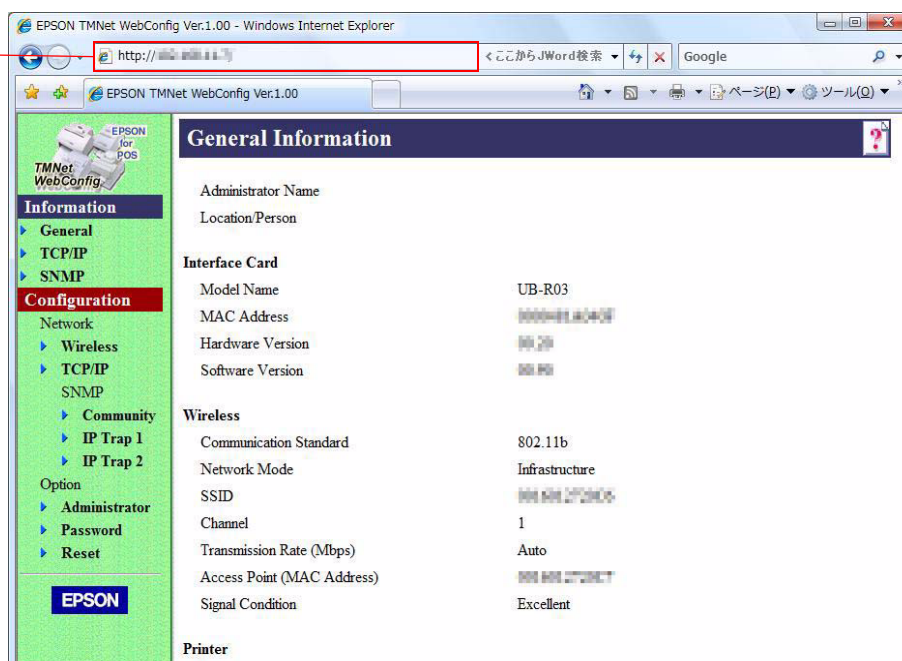 EPSON TMNet WebConfig Ver.1.00 - Windows Internet Explorer
http://
くここからJWord検索
Google
EPSON TMNet WebConfig Ver.1.00
ページ(P)
ツール(O)
EPSON
for
POS
TMNet
WebConfig
Information
General
TCP/IP
SNMP
Configuration
Network
Wireless
TCP/IP
SNMP
Community
IP Trap 1
IP Trap 2
Option
Administrator
Password
Reset
EPSON
General Information
?
Administrator Name
Location/Person
Interface Card
Model Name UB-R03
MAC Address
Hardware Version
Software Version
Wireless
Communication Standard 802.11b
Network Mode Infrastructure
SSID
Channel 1
Transmission Rate (Mbps) Auto
Access Point (MAC Address)
Signal Condition Excellent
Printer